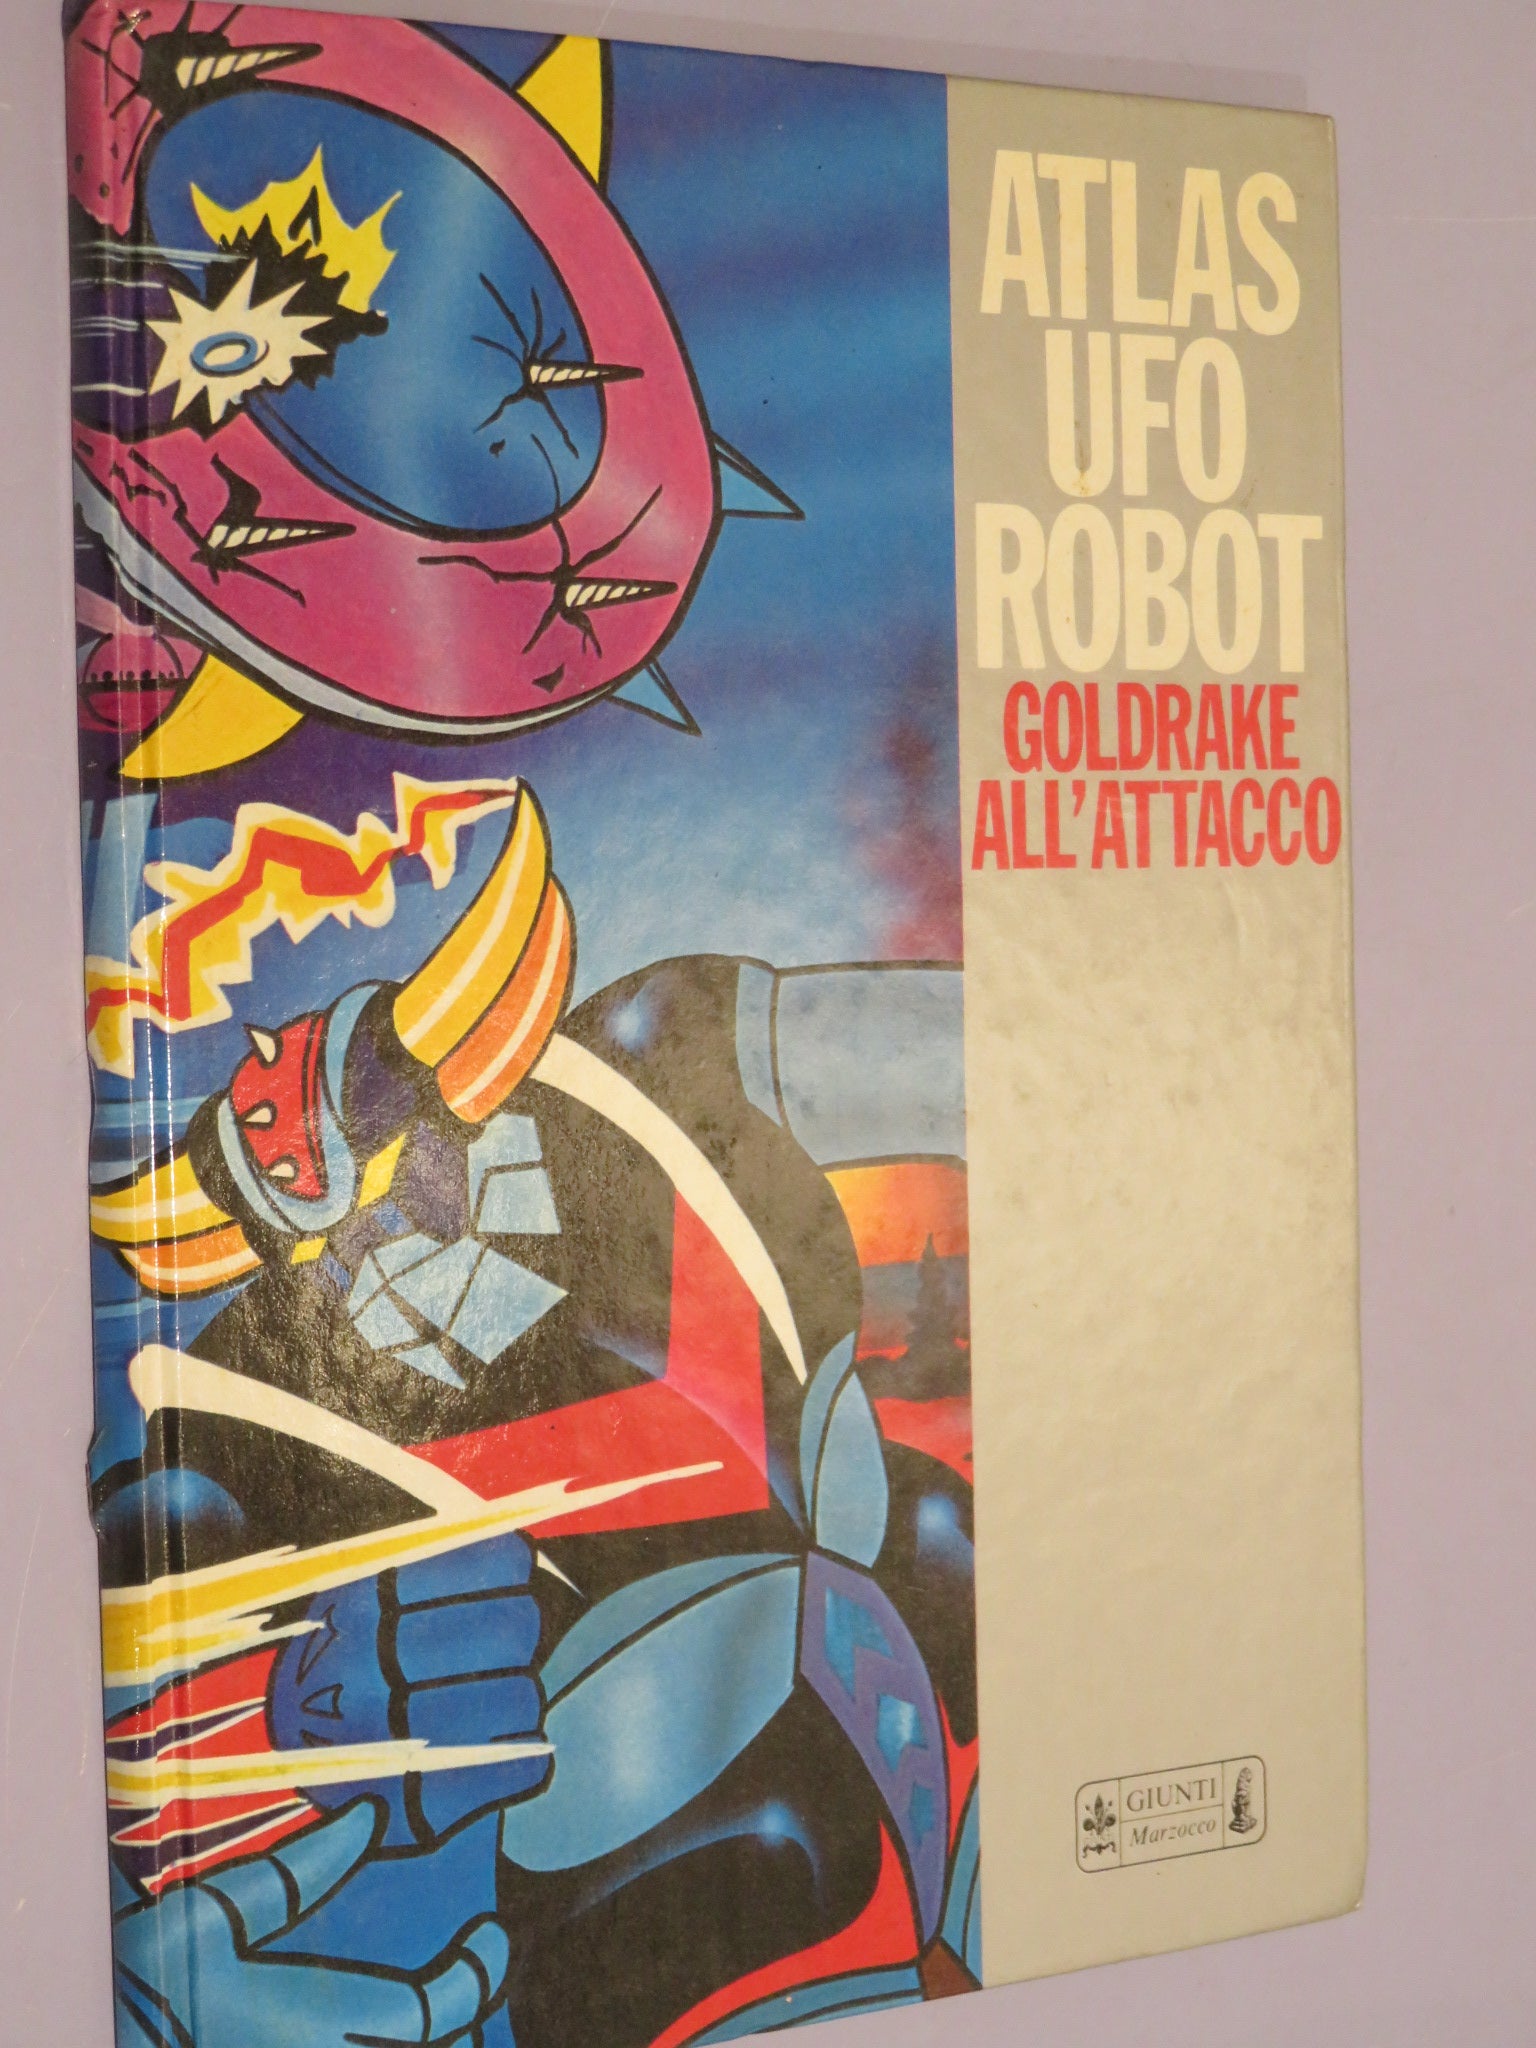 ATLAS
UFO
ROBOT
GOLDRAKE
ALL'ATTACCO
GIUNTI
Marzocco